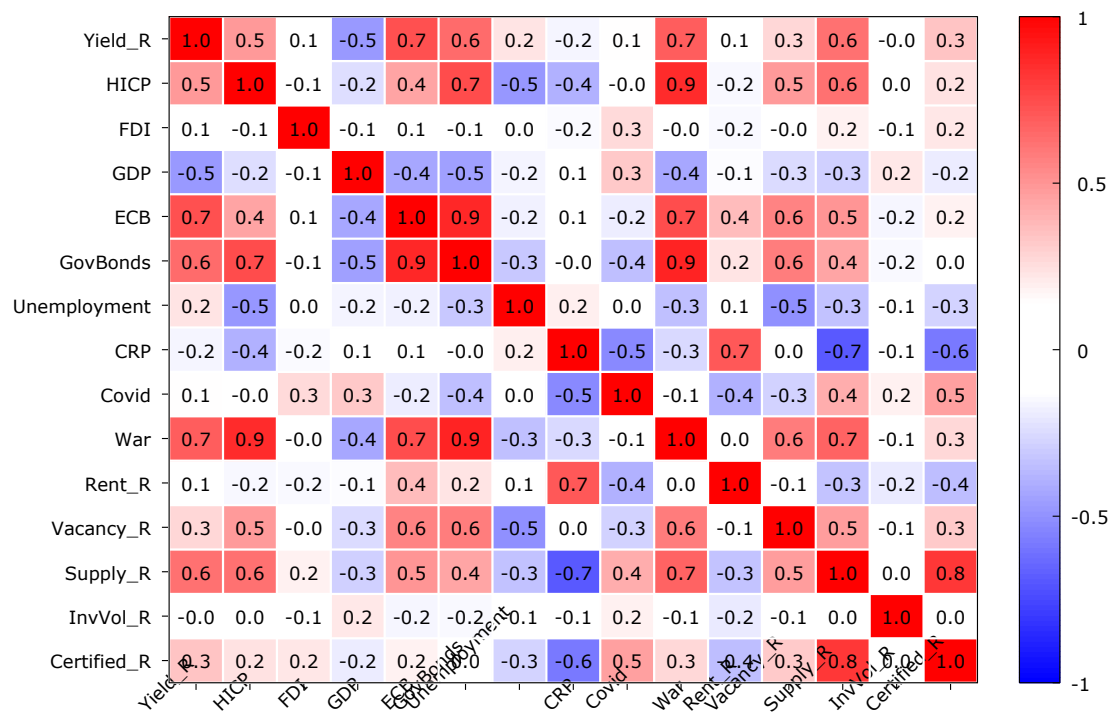 Yield_R 1.0 0.5 0.1 -0.5 0.7 0.6 0.2 -0.2 0.1 0.7 0.1 0.3 0.6 -0.0 0.3
HICP 0.5 1.0 -0.1 -0.2 0.4 0.7 -0.5 -0.4 -0.0 0.9 -0.2 0.5 0.6 0.0 0.2
FDI 0.1 -0.1 1.0 -0.1 0.1 -0.1 0.0 -0.2 0.3 -0.0 -0.2 -0.0 0.2 -0.1 0.2
GDP -0.5 -0.2 -0.1 1.0 -0.4 -0.5 -0.2 0.1 0.3 -0.4 -0.1 -0.3 -0.3 0.2 -0.2
ECB 0.7 0.4 0.1 -0.4 1.0 0.9 -0.2 0.1 -0.2 0.7 0.4 0.6 0.5 -0.2 0.2
GovBonds 0.6 0.7 -0.1 -0.5 0.9 1.0 -0.3 -0.0 -0.4 0.9 0.2 0.6 0.4 -0.2 0.0
Unemployment 0.2 -0.5 0.0 -0.2 -0.2 -0.3 1.0 0.2 0.0 -0.3 0.1 -0.5 -0.3 -0.1 -0.3
CRP -0.2 -0.4 -0.2 0.1 0.1 -0.0 0.2 1.0 -0.5 -0.3 0.7 0.0 -0.7 -0.1 -0.6
Covid 0.1 -0.0 0.3 0.3 -0.2 -0.4 0.0 -0.5 1.0 -0.1 -0.4 -0.3 0.4 0.2 0.5
War 0.7 0.9 -0.0 -0.4 0.7 0.9 -0.3 -0.3 -0.1 1.0 0.0 0.6 0.7 -0.1 0.3
Rent_R 0.1 -0.2 -0.2 -0.1 0.4 0.2 0.1 0.7 -0.4 0.0 1.0 -0.1 -0.3 -0.2 -0.4
Vacancy_R 0.3 0.5 -0.0 -0.3 0.6 0.6 -0.5 0.0 -0.3 0.6 -0.1 1.0 0.5 -0.1 0.3
Supply_R 0.6 0.6 0.2 -0.3 0.5 0.4 -0.3 -0.7 0.4 0.7 -0.3 0.5 1.0 0.0 0.8
InvVol_R -0.0 0.0 -0.1 0.2 -0.2 -0.2 -0.1 -0.1 0.2 -0.1 -0.2 -0.1 0.0 1.0 0.0
Certified_R 0.3 0.2 0.2 -0.2 0.2 0.0 -0.3 -0.6 0.5 0.3 -0.4 0.3 0.8 0.0 1.0
Yield_R HICP FDI GDP ECB GovBonds Unemployment CRP Covid War Rent_R Vacancy_R Supply_R InvVol_R Certified_R
1
0.5
0
-0.5
-1